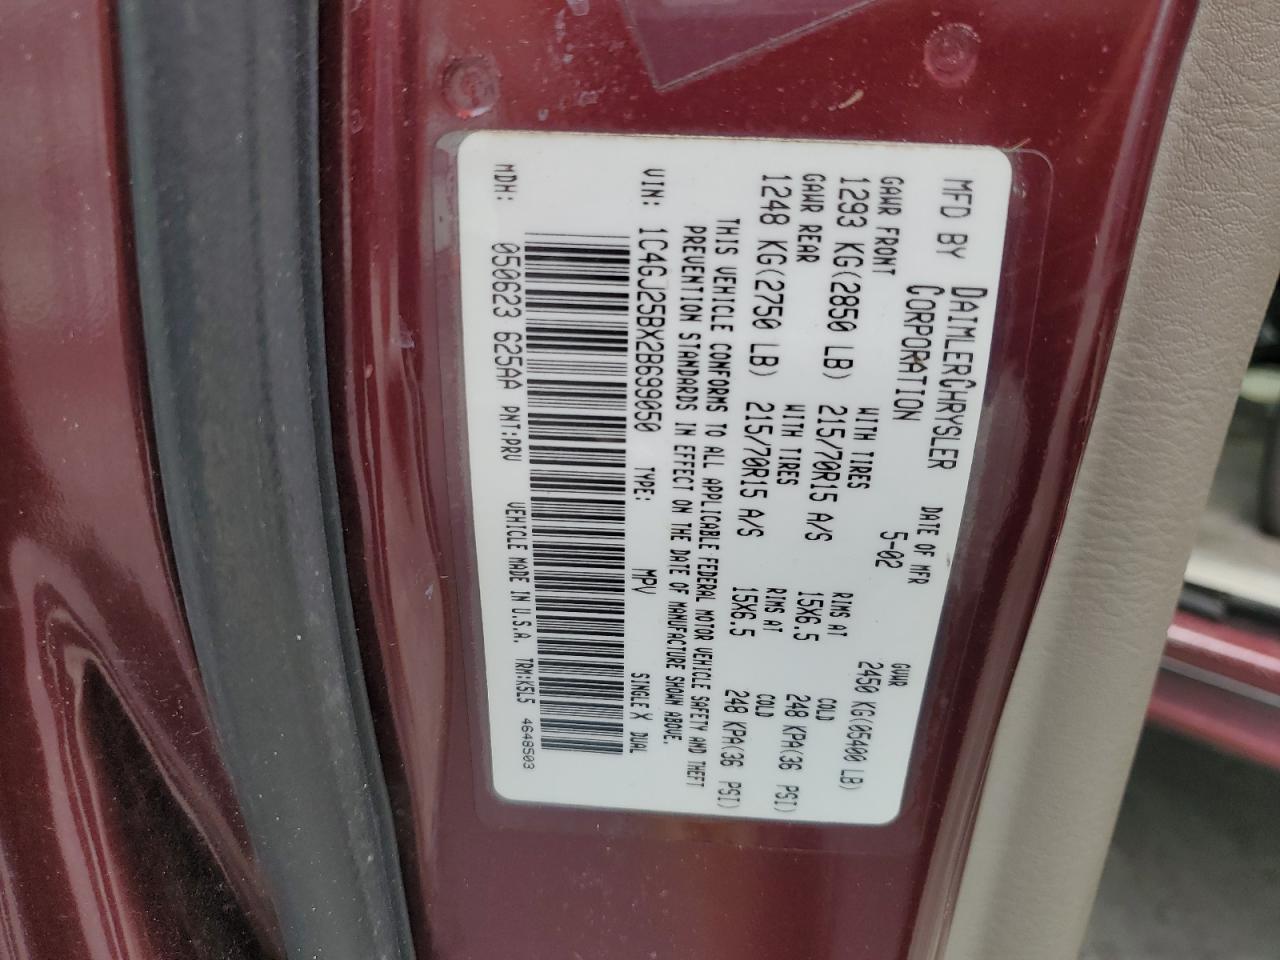 MFD BY DAIMLERCHRYSLER CORPORATION DATE OF MFR 5-02 GVWR 2450 KG(05400 LB)
GAWR FRONT WITH TIRES RIMS AT COLD
1293 KG(2850 LB) 215/70R15 A/S 15X6.5 248 KPA(36 PSI)
GAWR REAR WITH TIRES RIMS AT COLD
1248 KG(2750 LB) 215/70R15 A/S 15X6.5 248 KPA(36 PSI)
THIS VEHICLE CONFORMS TO ALL APPLICABLE FEDERAL MOTOR VEHICLE SAFETY AND THEFT
PREVENTION STANDARDS IN EFFECT ON THE DATE OF MANUFACTURE SHOWN ABOVE.
VIN: 1C4GJ25BX2B699050 TYPE: MPV SINGLE X DUAL
MDH: 050623 625AA PNT:PRV VEHICLE MADE IN U.S.A. TRM:K5L5 4648503